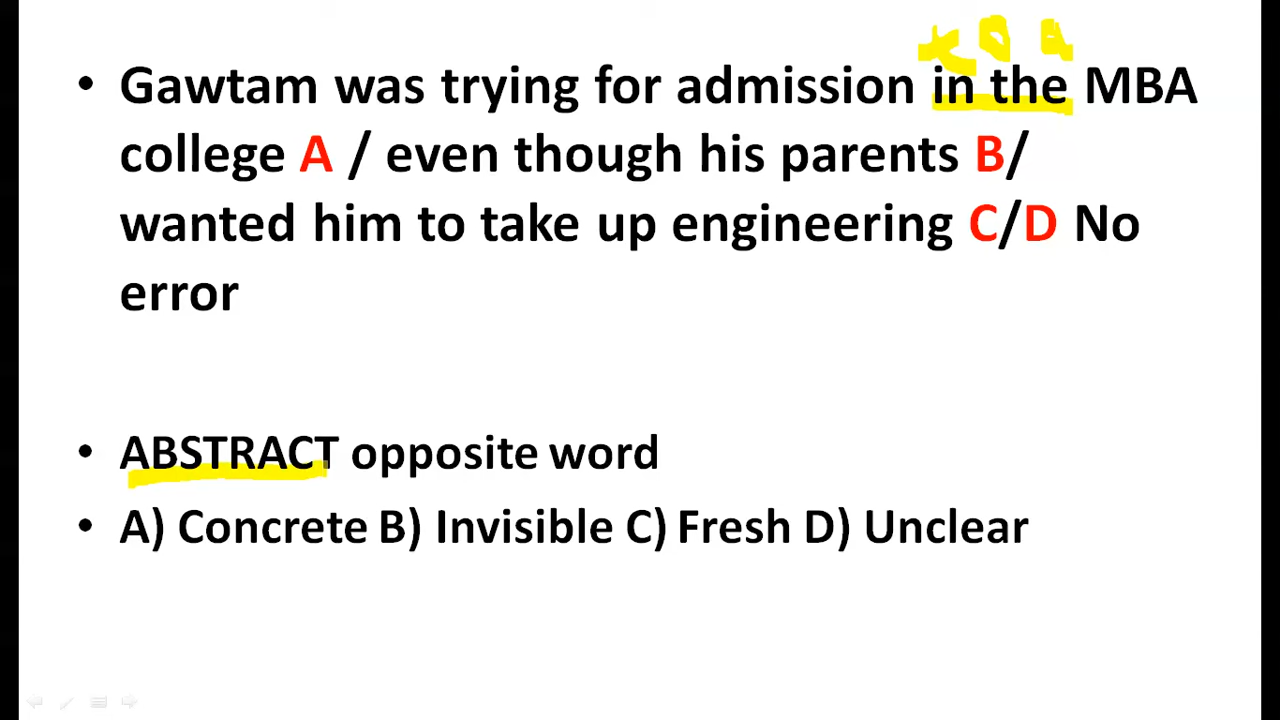 • Gawtam was trying for admission in the MBA
college A / even though his parents B/
wanted him to take up engineering C/D No
error
• ABSTRACT opposite word
• A) Concrete B) Invisible C) Fresh D) Unclear